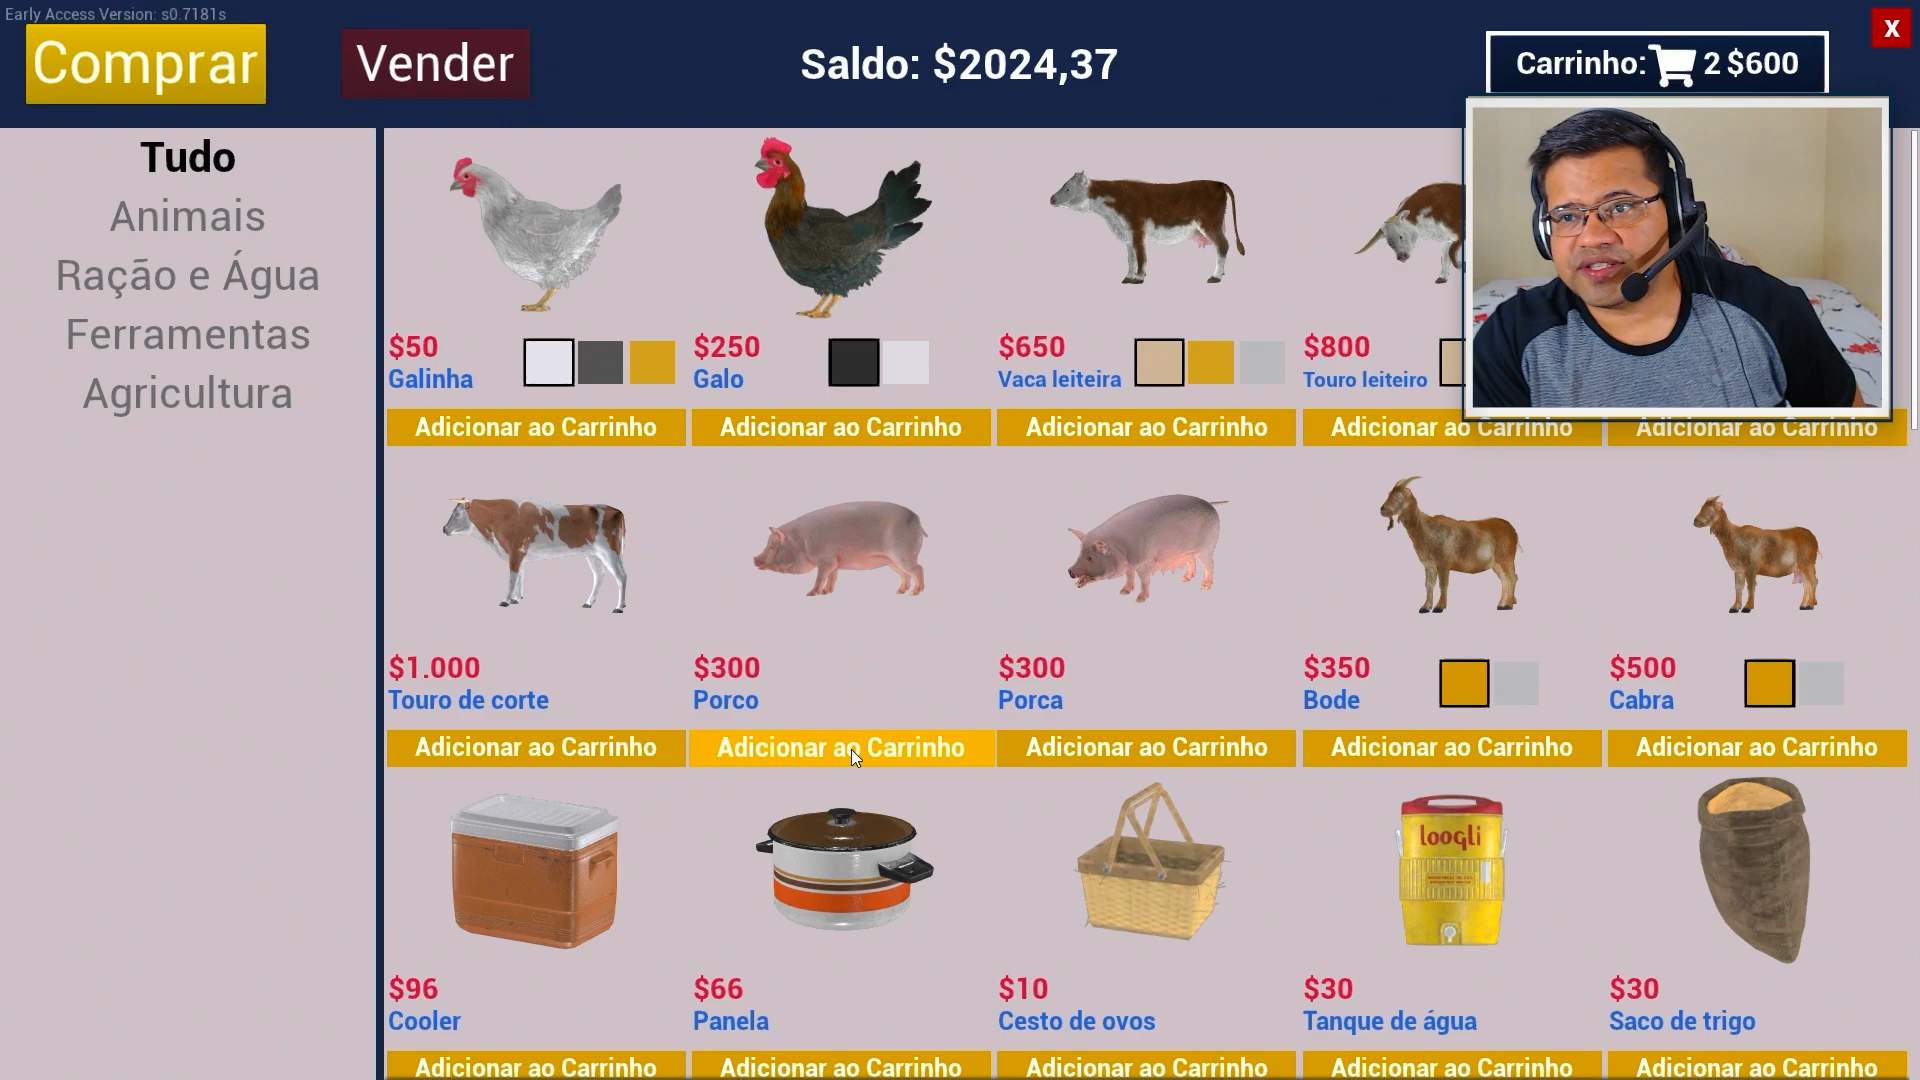 Early Access Version: s0.7181s
Comprar
Vender
Saldo: $2024,37
Carrinho: 2 $600
X
Tudo
Animais
Ração e Água
Ferramentas
Agricultura
$50
Galinha
$250
Galo
$650
Vaca leiteira
$800
Touro leiteiro
Adicionar ao Carrinho
Adicionar ao Carrinho
Adicionar ao Carrinho
Adicionar ao Carrinho
Adicionar ao Carrinho
$1.000
Touro de corte
$300
Porco
$300
Porca
$350
Bode
$500
Cabra
Adicionar ao Carrinho
Adicionar ao Carrinho
Adicionar ao Carrinho
Adicionar ao Carrinho
Adicionar ao Carrinho
loogli
$96
Cooler
$66
Panela
$10
Cesto de ovos
$30
Tanque de água
$30
Saco de trigo
Adicionar ao Carrinho
Adicionar ao Carrinho
Adicionar ao Carrinho
Adicionar ao Carrinho
Adicionar ao Carrinho